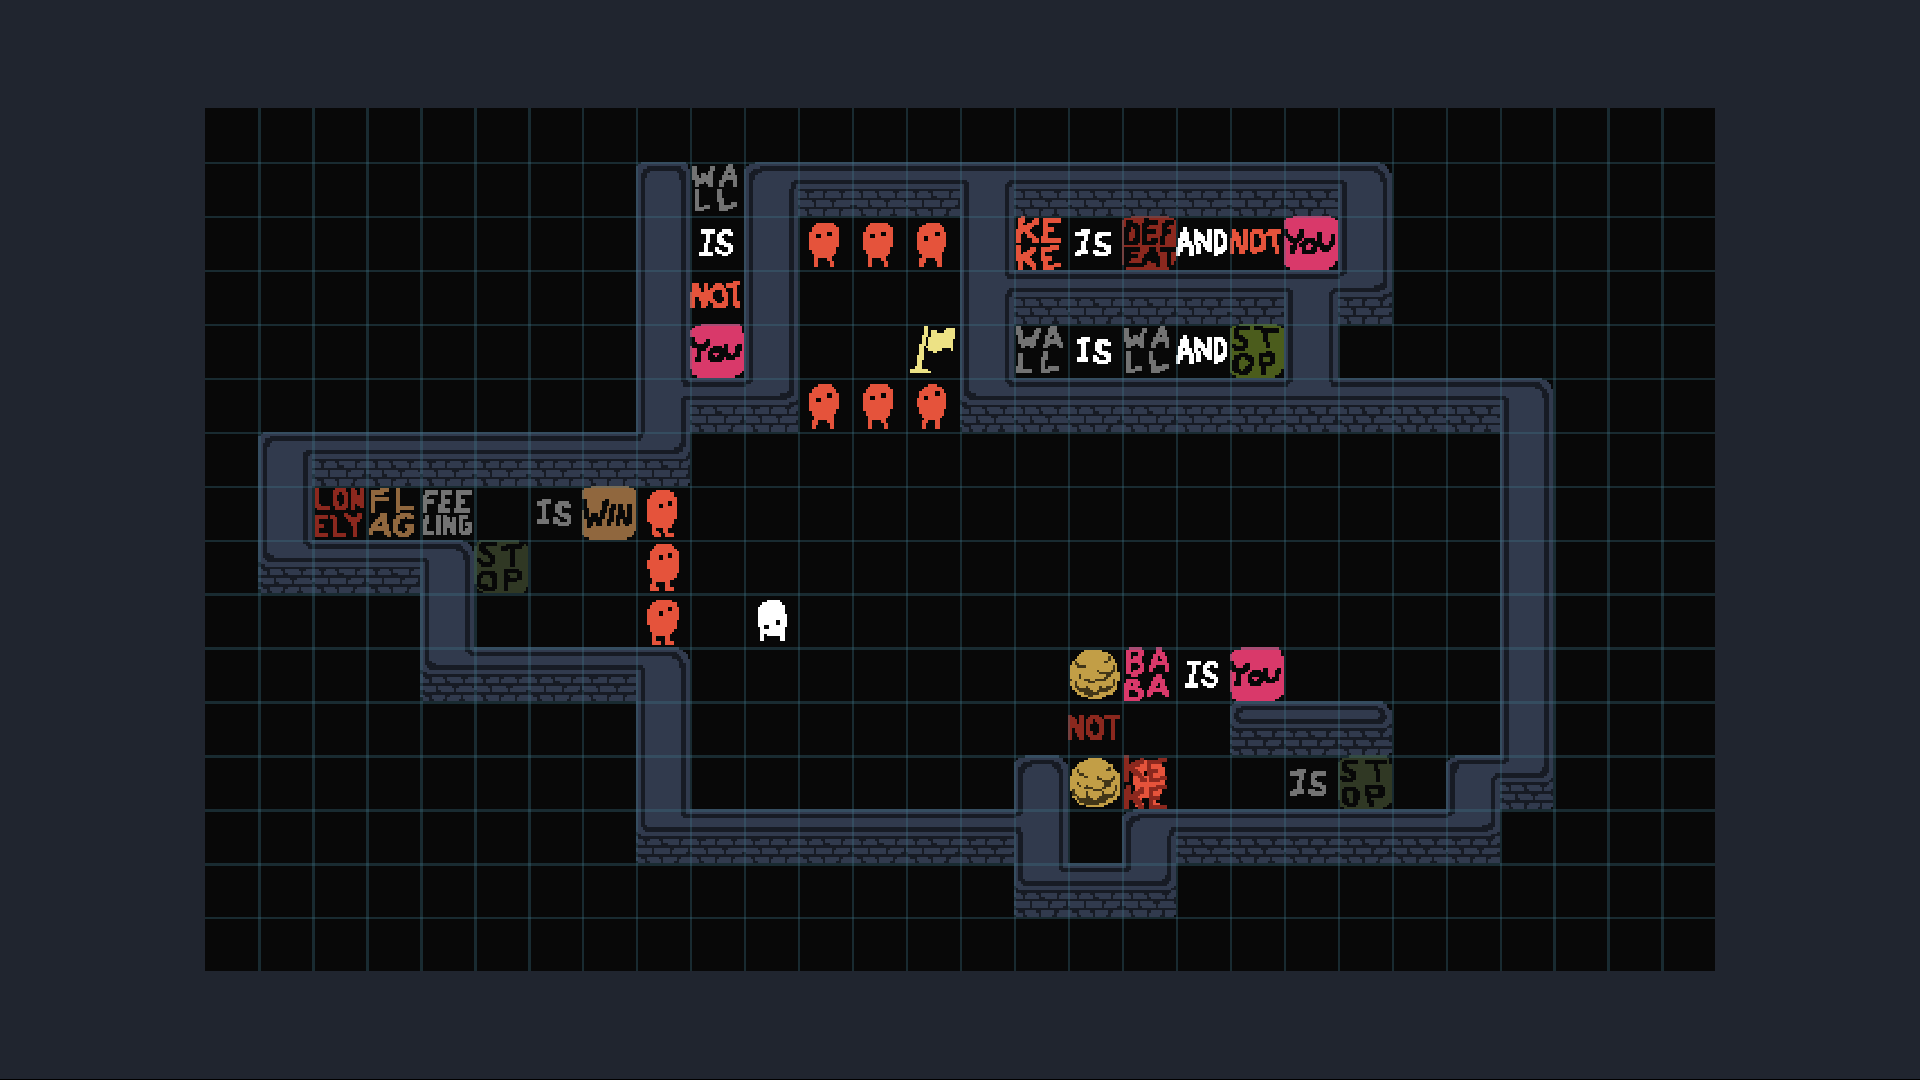 WALL
IS
KEKE IS DEFEAT AND NOT YOU
NOT
YOU
WALL IS WALL AND STOP
LONELY FLAG FEELING IS WIN
STOP
BABA IS YOU
NOT
KEKE IS STOP